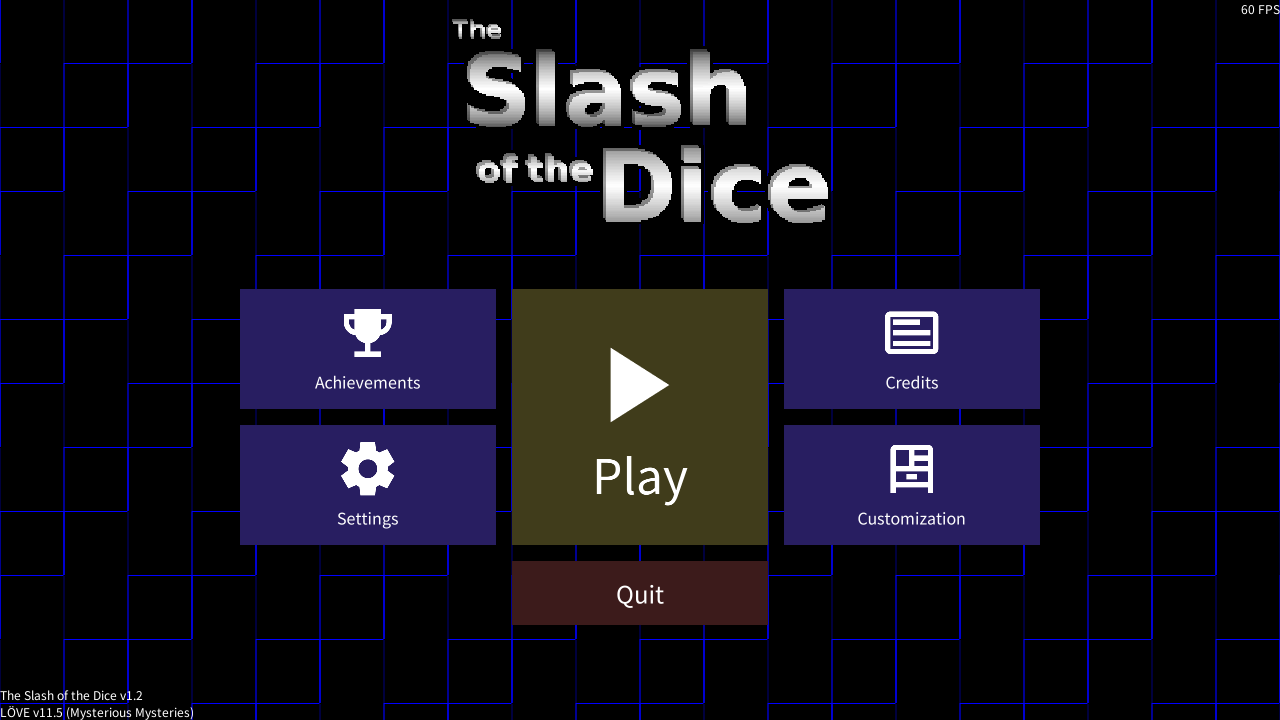 60 FPS
The
Slash
of the Dice
Achievements
Play
Credits
Settings
Customization
Quit
The Slash of the Dice v1.2
LÖVE v11.5 (Mysterious Mysteries)